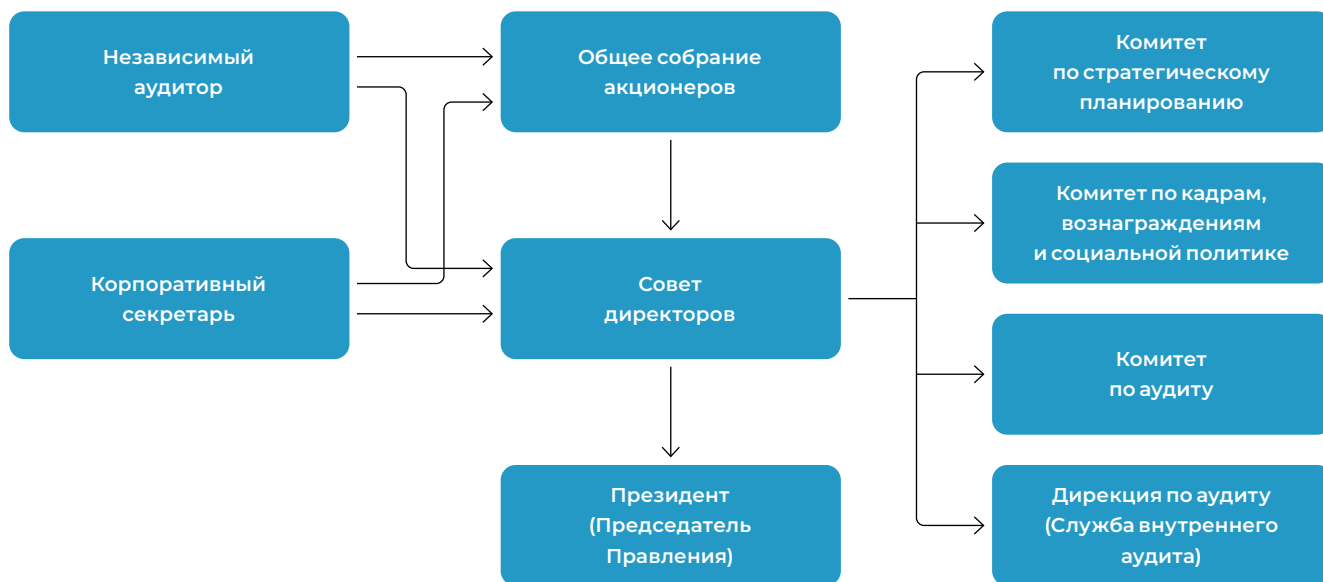 Независимый
аудитор
Общее собрание
акционеров
Комитет
по стратегическому
планированию
Комитет по кадрам,
вознаграждениям
и социальной политике
Корпоративный
секретарь
Совет
директоров
Комитет
по аудиту
Президент
(Председатель
Правления)
Дирекция по аудиту
(Служба внутреннего
аудита)